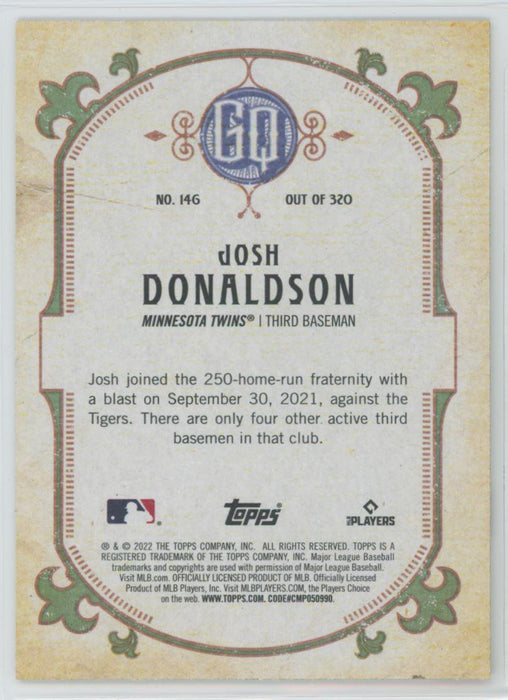 GQ
NO. 146 OUT OF 320
JOSH
DONALDSON
MINNESOTA TWINS® | THIRD BASEMAN
Josh joined the 250-home-run fraternity with
a blast on September 30, 2021, against the
Tigers. There are only four other active third
basemen in that club.
topps
MLB PLAYERS
® & © 2022 THE TOPPS COMPANY, INC. ALL RIGHTS RESERVED. TOPPS IS A
REGISTERED TRADEMARK OF THE TOPPS COMPANY, INC. Major League Baseball
trademarks and copyrights are used with permission of Major League Baseball.
Visit MLB.com. OFFICIALLY LICENSED PRODUCT OF MLB. Officially Licensed
Product of MLB Players, Inc. Visit MLBPLAYERS.COM, the Players Choice
on the web. WWW.TOPPS.COM. CODE#CMP050990.